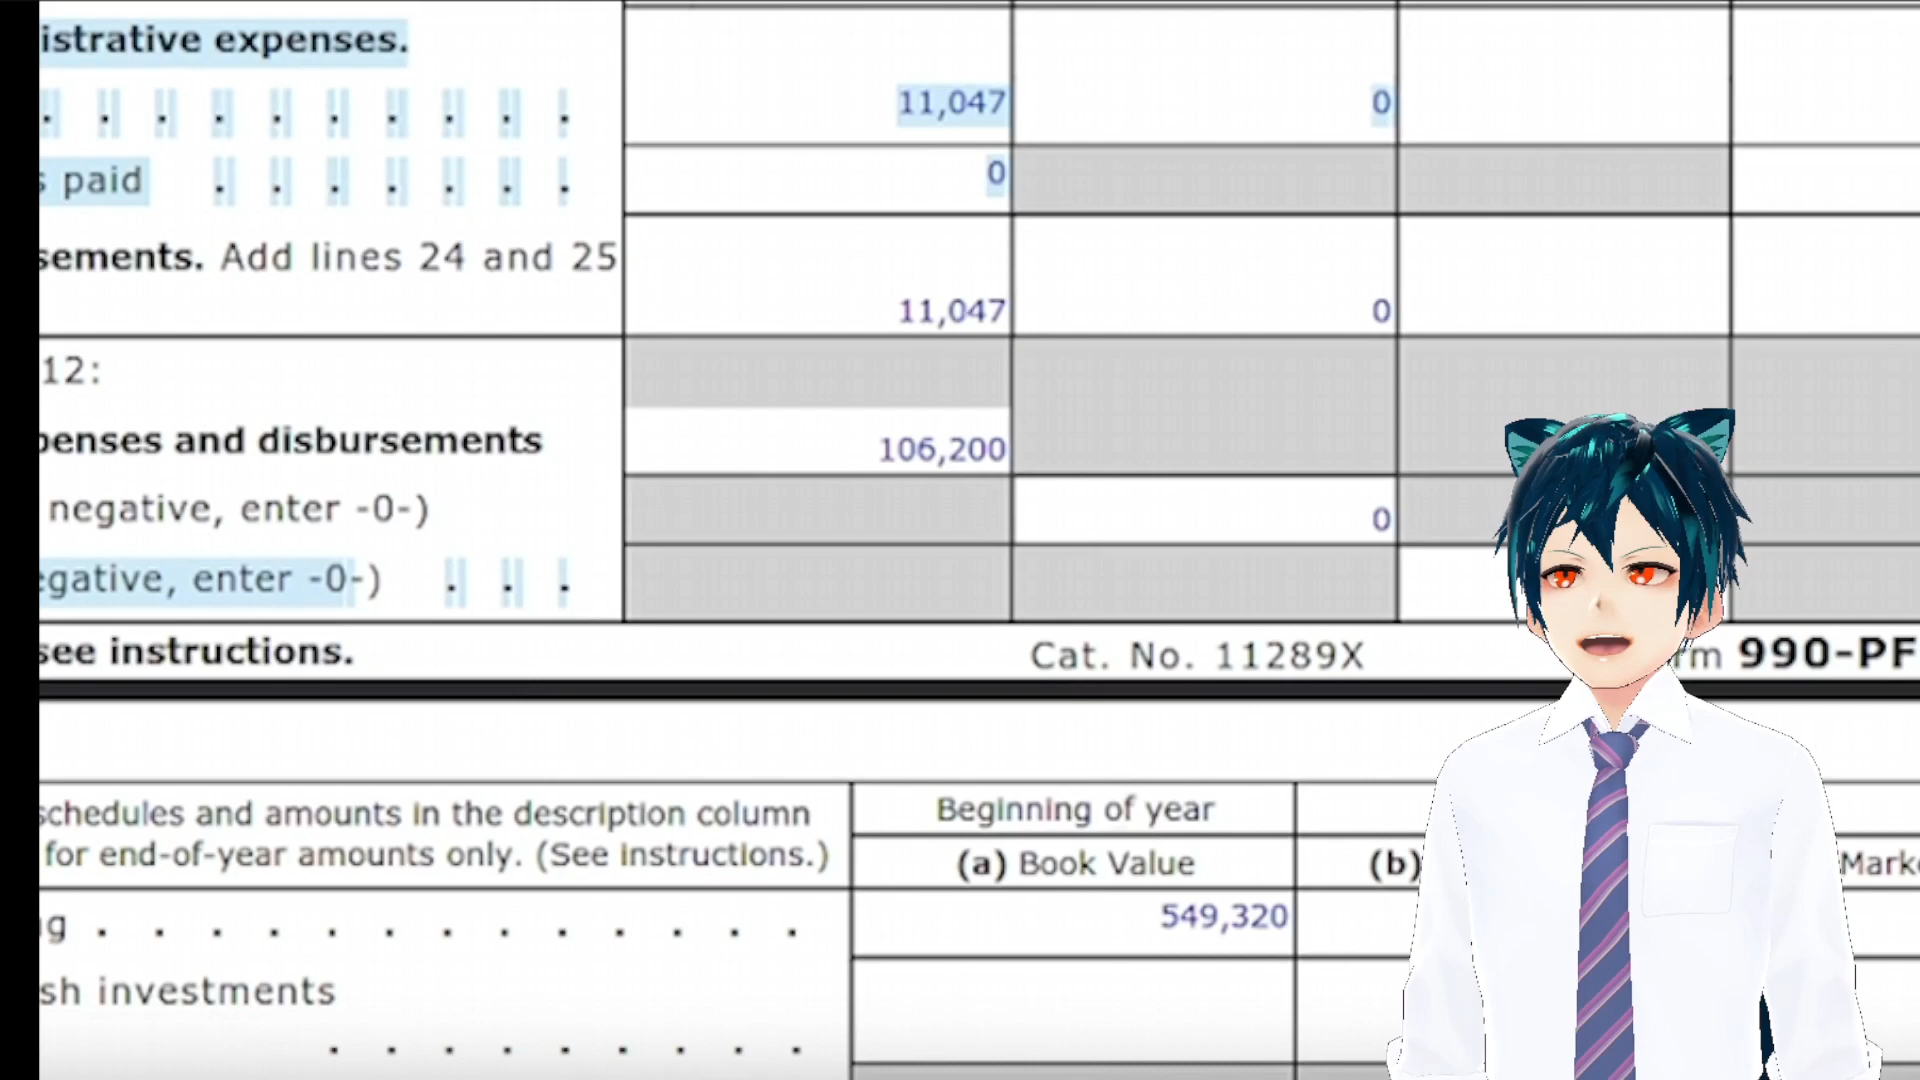 istrative expenses.
. . . . . . . . . . 11,047 0
paid . . . . . . . 0
sements. Add lines 24 and 25
11,047 0
12:
penses and disbursements 106,200
negative, enter -0-) 0
egative, enter -0-) . . .
see instructions. Cat. No. 11289X rm 990-PF
schedules and amounts in the description column
for end-of-year amounts only. (See instructions.)
Beginning of year
(a) Book Value (b) Mark
g . . . . . . . . . . . . . 549,320
sh investments
. . . . . . . . .